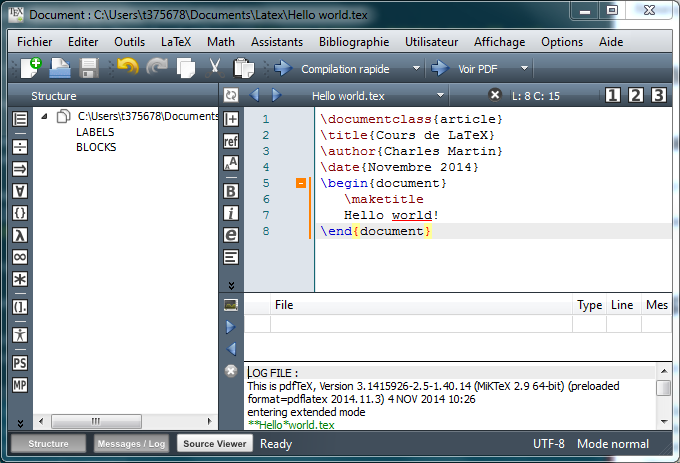 Document : C:\Users\t375678\Documents\Latex\Hello world.tex
Fichier Editer Outils LaTeX Math Assistants Bibliographie Utilisateur Affichage Options Aide
Compilation rapide Voir PDF
Structure Hello world.tex L: 8 C: 15 1 2 3
C:\Users\t375678\Documents
LABELS
BLOCKS
ref
AA
B
i
e
PS
MP
1 \documentclass{article}
2 \title{Cours de LaTeX}
3 \author{Charles Martin}
4 \date{Novembre 2014}
5 \begin{document}
6 \maketitle
7 Hello world!
8 \end{document}
File Type Line Mes
LOG FILE :
This is pdfTeX, Version 3.1415926-2.5-1.40.14 (MiKTeX 2.9 64-bit) (preloaded
format=pdflatex 2014.11.3) 4 NOV 2014 10:26
entering extended mode
**Hello*world.tex
Structure Messages / Log Source Viewer Ready UTF-8 Mode normal